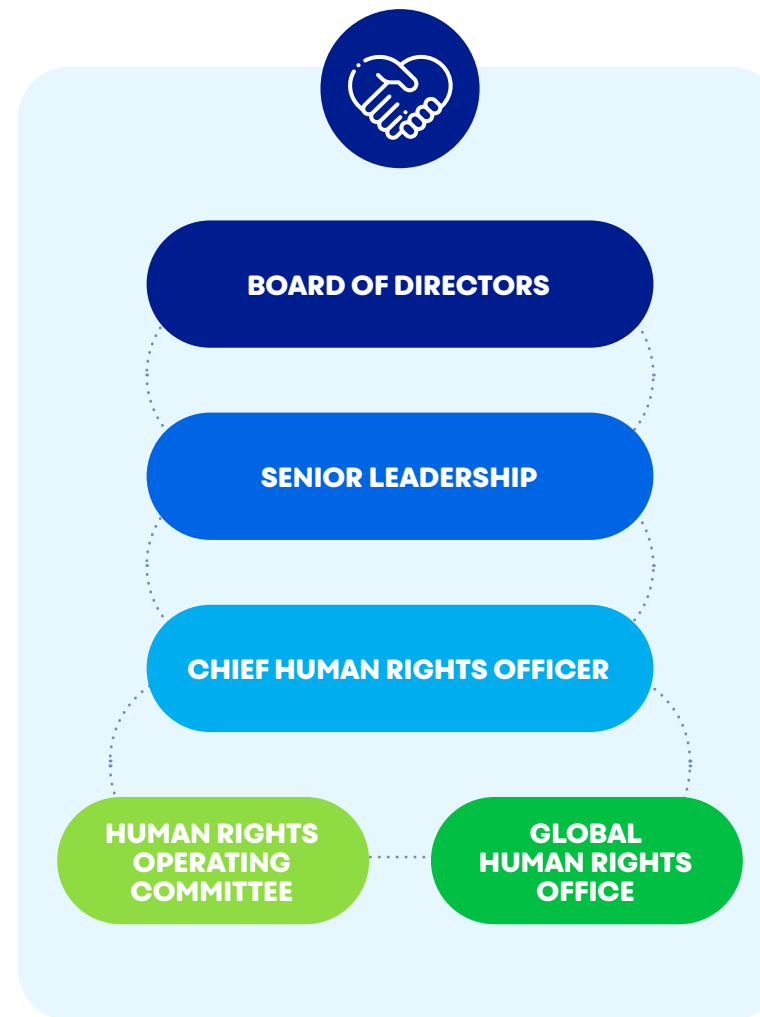 BOARD OF DIRECTORS
SENIOR LEADERSHIP
CHIEF HUMAN RIGHTS OFFICER
HUMAN RIGHTS
OPERATING
COMMITTEE
GLOBAL
HUMAN RIGHTS
OFFICE